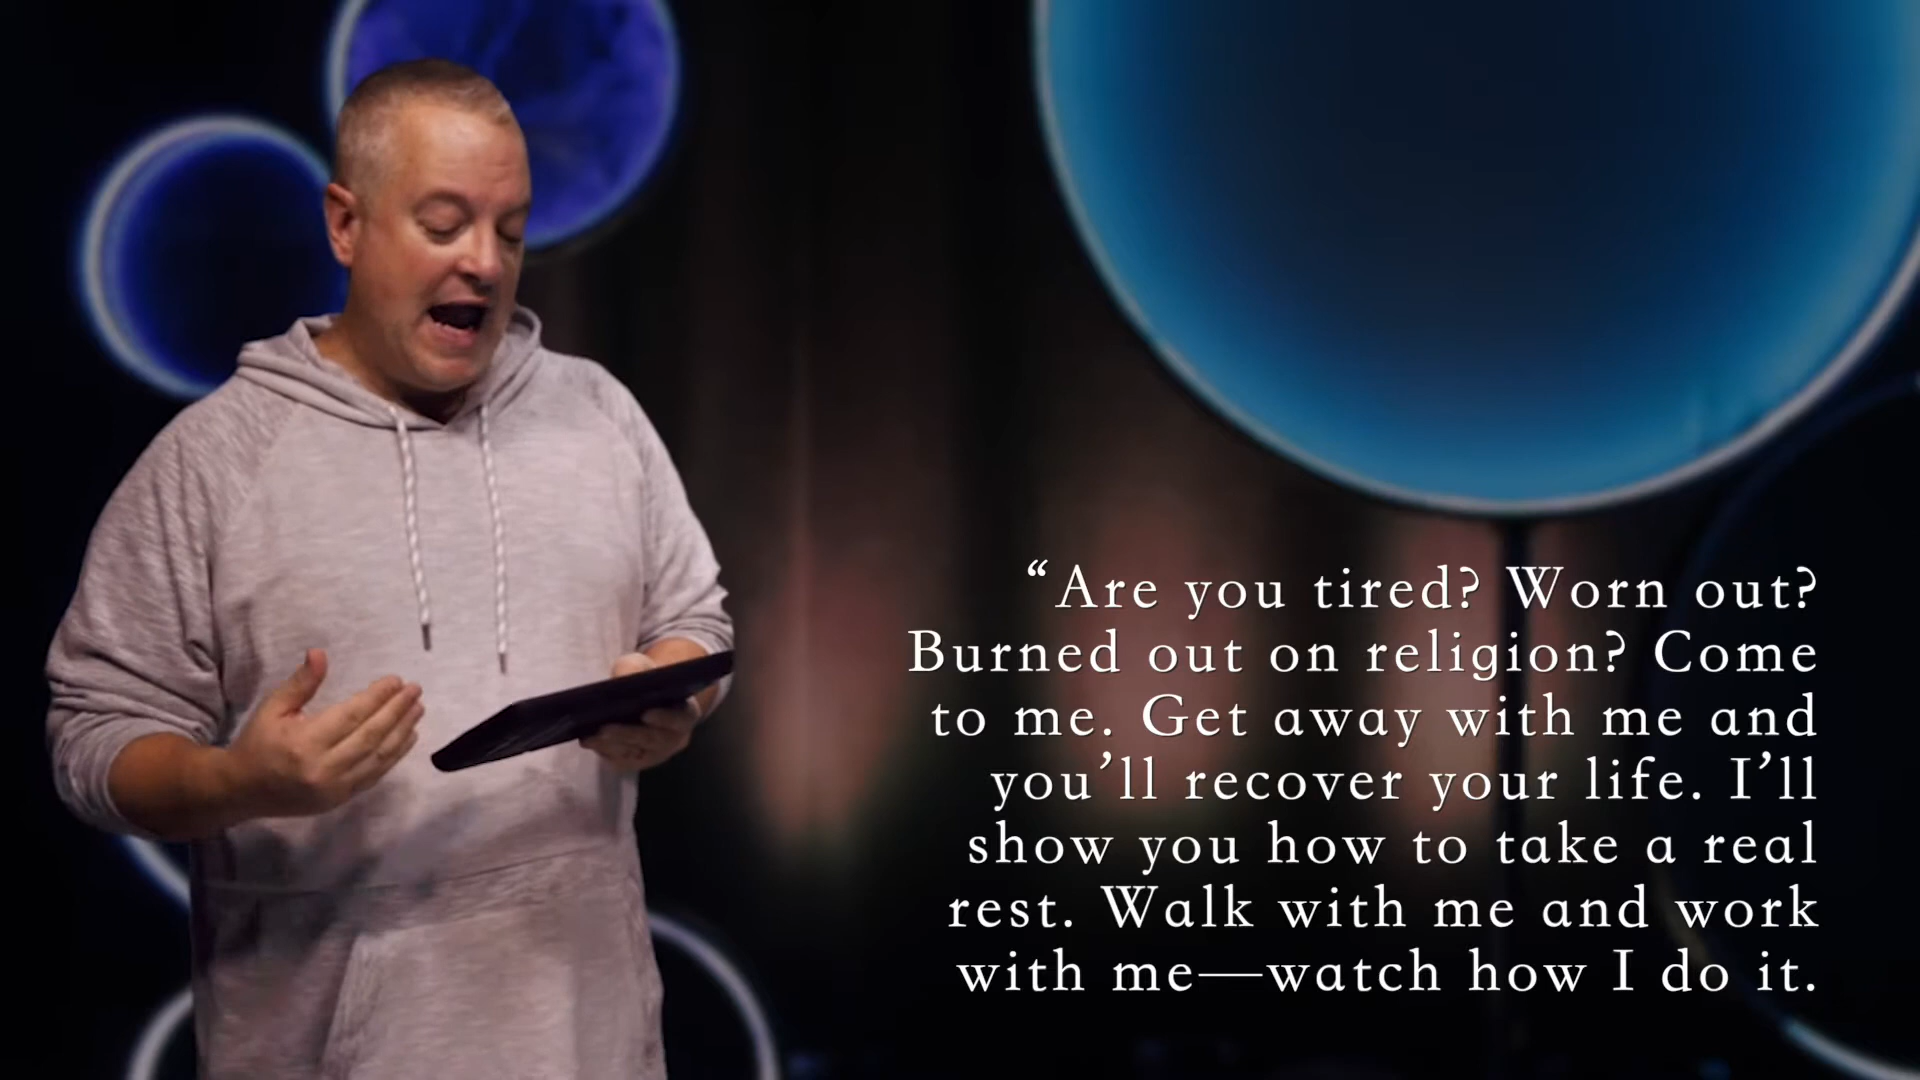 “Are you tired? Worn out?
Burned out on religion? Come
to me. Get away with me and
you’ll recover your life. I’ll
show you how to take a real
rest. Walk with me and work
with me—watch how I do it.